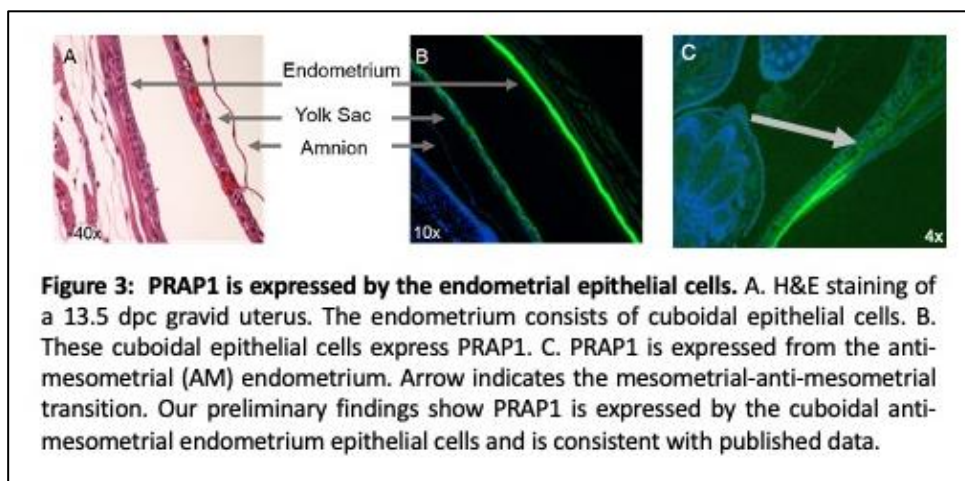 A
B
C
Endometrium
Yolk Sac
Amnion
40x
10x
4x
Figure 3: PRAP1 is expressed by the endometrial epithelial cells. A. H&E staining of
a 13.5 dpc gravid uterus. The endometrium consists of cuboidal epithelial cells. B.
These cuboidal epithelial cells express PRAP1. C. PRAP1 is expressed from the anti-
mesometrial (AM) endometrium. Arrow indicates the mesometrial-anti-mesometrial
transition. Our preliminary findings show PRAP1 is expressed by the cuboidal anti-
mesometrial endometrium epithelial cells and is consistent with published data.